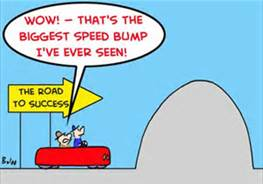 WOW! – THAT'S THE
BIGGEST SPEED BUMP
I'VE EVER SEEN!
THE ROAD
TO SUCCESS